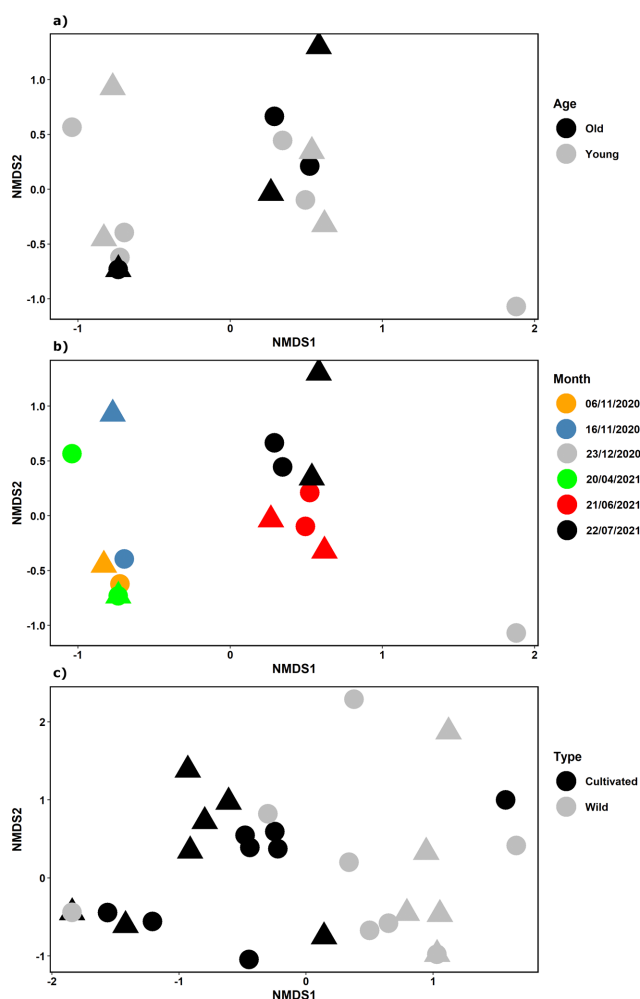 a)
1.0
0.5
0.0
-0.5
-1.0
NMDS2
-1
0
1
2
NMDS1
Age
Old
Young
b)
1.0
0.5
0.0
-0.5
-1.0
NMDS2
-1
0
1
2
NMDS1
Month
06/11/2020
16/11/2020
23/12/2020
20/04/2021
21/06/2021
22/07/2021
c)
2
1
0
-1
NMDS2
-2
-1
0
1
NMDS1
Type
Cultivated
Wild